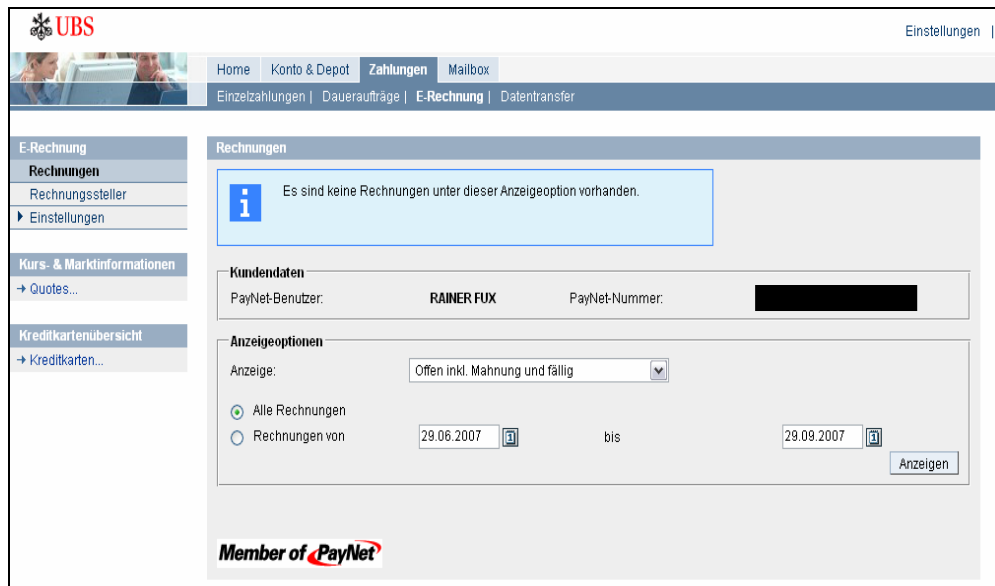 UBS
Einstellungen |
Home Konto & Depot Zahlungen Mailbox
Einzelzahlungen | Daueraufträge | E-Rechnung | Datentransfer
E-Rechnung
Rechnungen
Rechnungssteller
Einstellungen
Kurs- & Marktinformationen
→ Quotes...
Kreditkartenübersicht
→ Kreditkarten...
Rechnungen
i
Es sind keine Rechnungen unter dieser Anzeigeoption vorhanden.
Kundendaten
PayNet-Benutzer: RAINER FUX PayNet-Nummer:
Anzeigeoptionen
Anzeige: Offen inkl. Mahnung und fällig
Alle Rechnungen
Rechnungen von 29.06.2007 1 bis 29.09.2007 1
Anzeigen
Member of PayNet